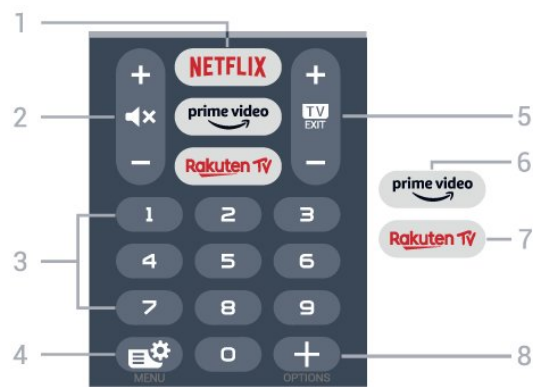 1
NETFLIX
+ +
2
prime video
TV
EXIT
5
6
prime video
− −
Rakuten TV
Rakuten TV
7
1 2 3
3
4 5 6
7 8 9
4
0
+
8
MENU
OPTIONS